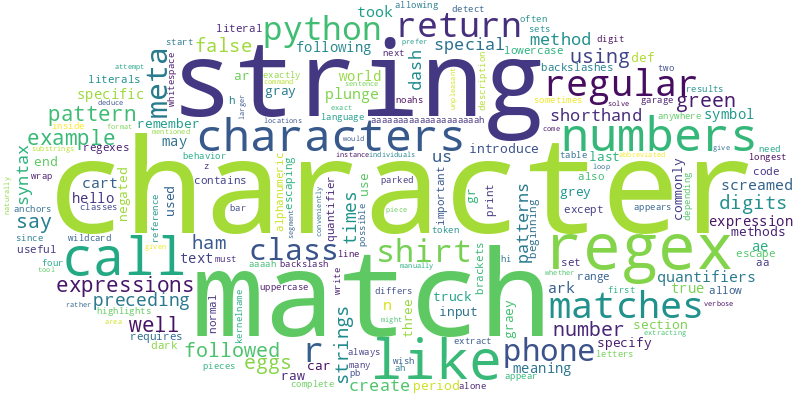 string
character
match
regex
like
call
return
regular
characters
numbers
python
shirt
matches
phone
class
r
meta
pattern
example
expressions
well
followed
eggs
ham
times
strings
create
period
number
green
shorthand
digits
quantifiers
using
method
special
false
took
following
literal
allowing
often
detect
sets
digit
lowercase
def
backslashes
two
prefer
next
exactly
command
sentence
exact
language
description
unpleasant
sometimes
garage
solve
results
anywhere
symbol
come
need
longest
code
give
table
loop
abbreviated
last
also
commonly
depending
screamed
except
appears
expression
methods
ae
escape
aa
set
range
true
allow
verbose
ark
first
section
specify
letters
meaning
whether
extracting
extract
appear
alone
pb
wish
ah
many
always
might
manually
differs
truck
input
three
n
graey
hi
brackets
token
gr
important
us
introduce
patterns
beginning
grey
individuals
instance
would
aaaaaaaaaaaaaaaaaaaah
noahs
locations
larger
world
plunge
dash
gray
ar
h
whitespace
start
literals
specific
attempt
deduce
mentioned
format
remember
may
inside
substrings
regexes
end
wrap
syntax
anchors
say
since
useful
wildcard
four
tool
given
naturally
classes
hello
cart
reference
used
negated
behavior
z
contains
bar
text
must
aaaah
backslash
uppercase
alphanumeric
escaping
segment
conveniently
quantifier
possible
use
parked
print
line
write
piece
preceding
requires
highlights
area
rather
dark
pieces
complete
normal
raw
car
kernelname